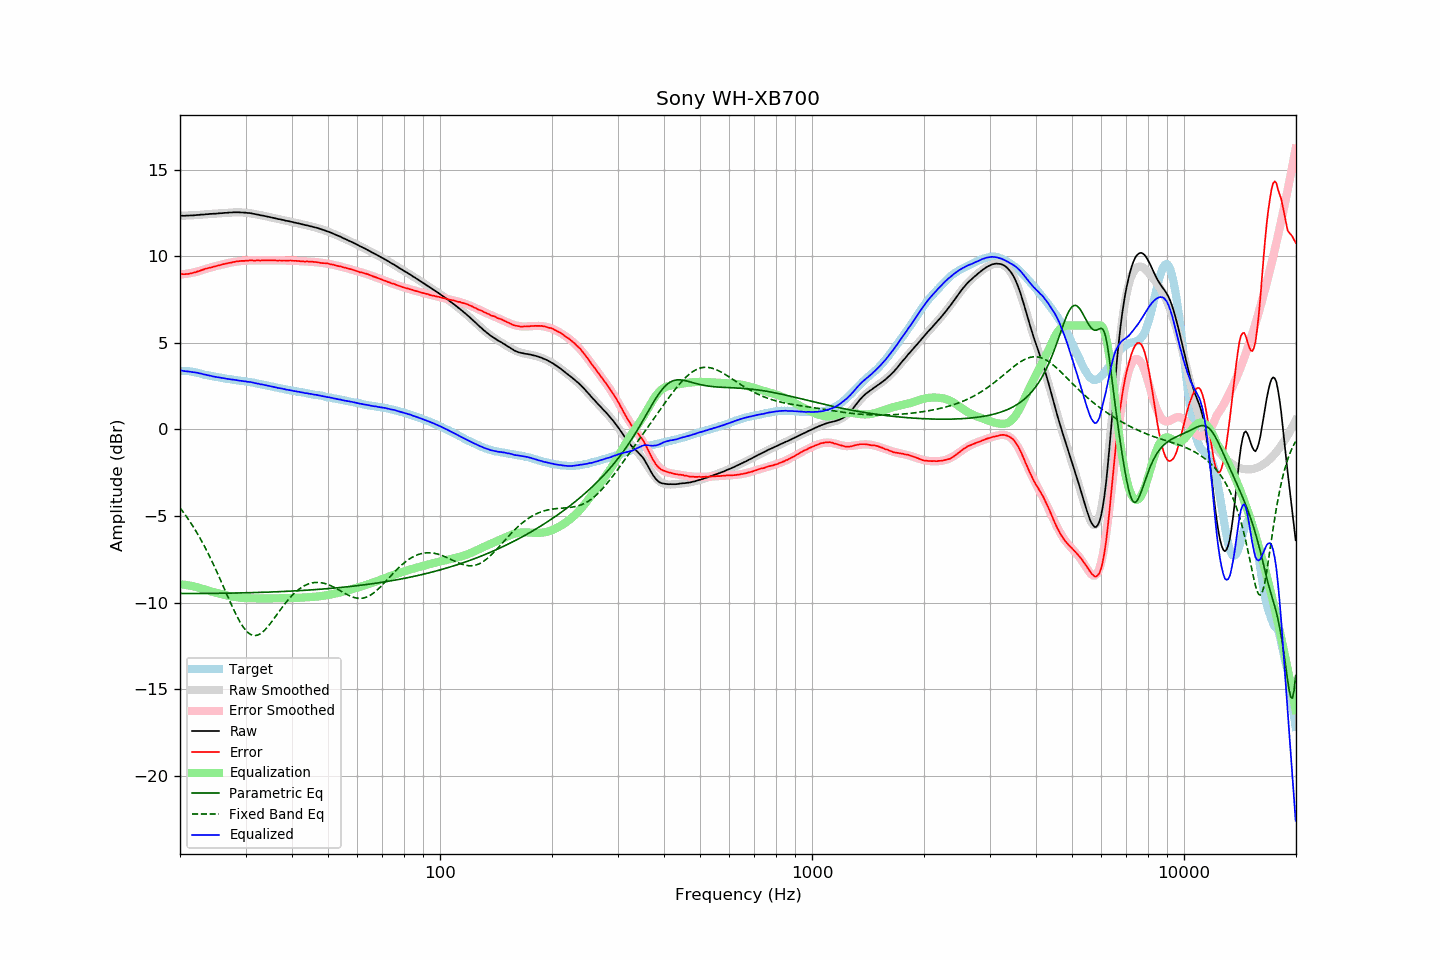 Sony WH-XB700
Amplitude (dBr)
15
10
5
0
−5
−10
−15
−20
Target
Raw Smoothed
Error Smoothed
Raw
Error
Equalization
Parametric Eq
Fixed Band Eq
Equalized
100 1000 10000
Frequency (Hz)